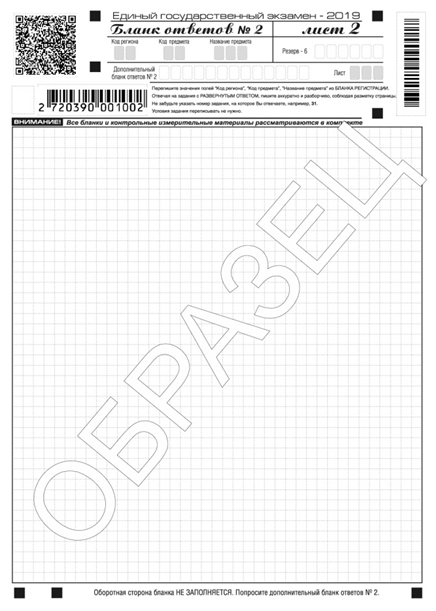 Единый государственный экзамен - 2019
Бланк ответов № 2 лист 2
Код региона Код предмета Название предмета
Резерв - 6
Дополнительный
бланк ответов № 2
Лист
Перепишите значения полей "Код региона", "Код предмета", "Название предмета" из БЛАНКА РЕГИСТРАЦИИ.
Отвечая на задания с РАЗВЕРНУТЫМ ОТВЕТОМ, пишите аккуратно и разборчиво, соблюдая разметку страницы.
Не забудьте указать номер задания, на которое Вы отвечаете, например, 31.
Условия задания переписывать не нужно.
2 720390 001002
ВНИМАНИЕ! Все бланки и контрольные измерительные материалы рассматриваются в комплекте
ОБРАЗЕЦ
Оборотная сторона бланка НЕ ЗАПОЛНЯЕТСЯ. Попросите дополнительный бланк ответов № 2.